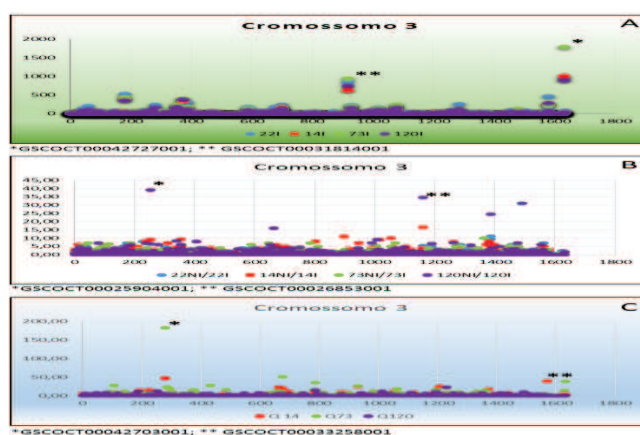 Cromossomo 3
A
2000
*
1500
**
1000
500
0
0 200 400 600 800 1000 1200 1400 1600 1800
22I 14I 73I 120I
*GSCOCT00042727001; ** GSCOCT00031814001
Cromossomo 3
B
45,00
40,00
*
35,00
**
30,00
25,00
20,00
15,00
10,00
5,00
0,00
0 200 400 600 800 1000 1200 1400 1600 1800
22NI/22I 14NI/14I 73NI/73I 120NI/120I
*GSCOCT00025904001; ** GSCOCT00026853001
Cromossomo 3
C
200,00
*
150,00
100,00
50,00
**
0,00
0 200 400 600 800 1000 1200 1400 1600 1800
Q 14 Q73 Q120
*GSCOCT00042703001; ** GSCOCT00033258001